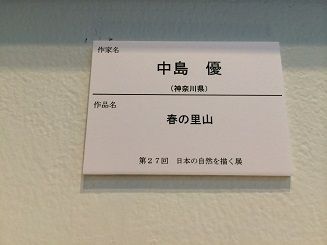 作家名
中島 優
(神奈川県)
作品名
春の里山
第27回 日本の自然を描く展